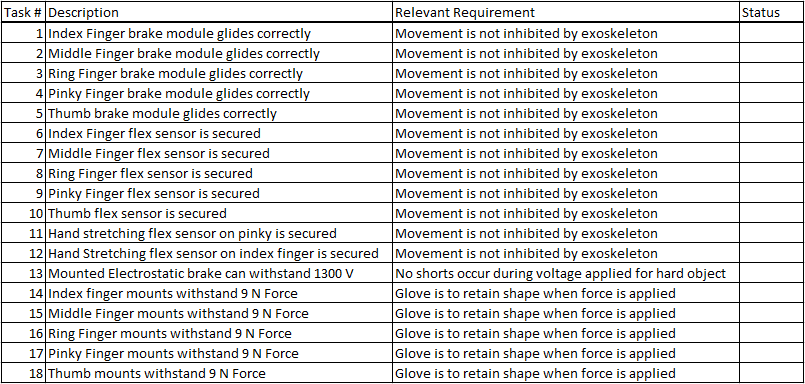 Task # Description Relevant Requirement Status
1 Index Finger brake module glides correctly Movement is not inhibited by exoskeleton
2 Middle Finger brake module glides correctly Movement is not inhibited by exoskeleton
3 Ring Finger brake module glides correctly Movement is not inhibited by exoskeleton
4 Pinky Finger brake module glides correctly Movement is not inhibited by exoskeleton
5 Thumb brake module glides correctly Movement is not inhibited by exoskeleton
6 Index Finger flex sensor is secured Movement is not inhibited by exoskeleton
7 Middle Finger flex sensor is secured Movement is not inhibited by exoskeleton
8 Ring Finger flex sensor is secured Movement is not inhibited by exoskeleton
9 Pinky Finger flex sensor is secured Movement is not inhibited by exoskeleton
10 Thumb flex sensor is secured Movement is not inhibited by exoskeleton
11 Hand stretching flex sensor on pinky is secured Movement is not inhibited by exoskeleton
12 Hand Stretching flex sensor on index finger is secured Movement is not inhibited by exoskeleton
13 Mounted Electrostatic brake can withstand 1300 V No shorts occur during voltage applied for hard object
14 Index finger mounts withstand 9 N Force Glove is to retain shape when force is applied
15 Middle Finger mounts withstand 9 N Force Glove is to retain shape when force is applied
16 Ring Finger mounts withstand 9 N Force Glove is to retain shape when force is applied
17 Pinky Finger mounts withstand 9 N Force Glove is to retain shape when force is applied
18 Thumb mounts withstand 9 N Force Glove is to retain shape when force is applied